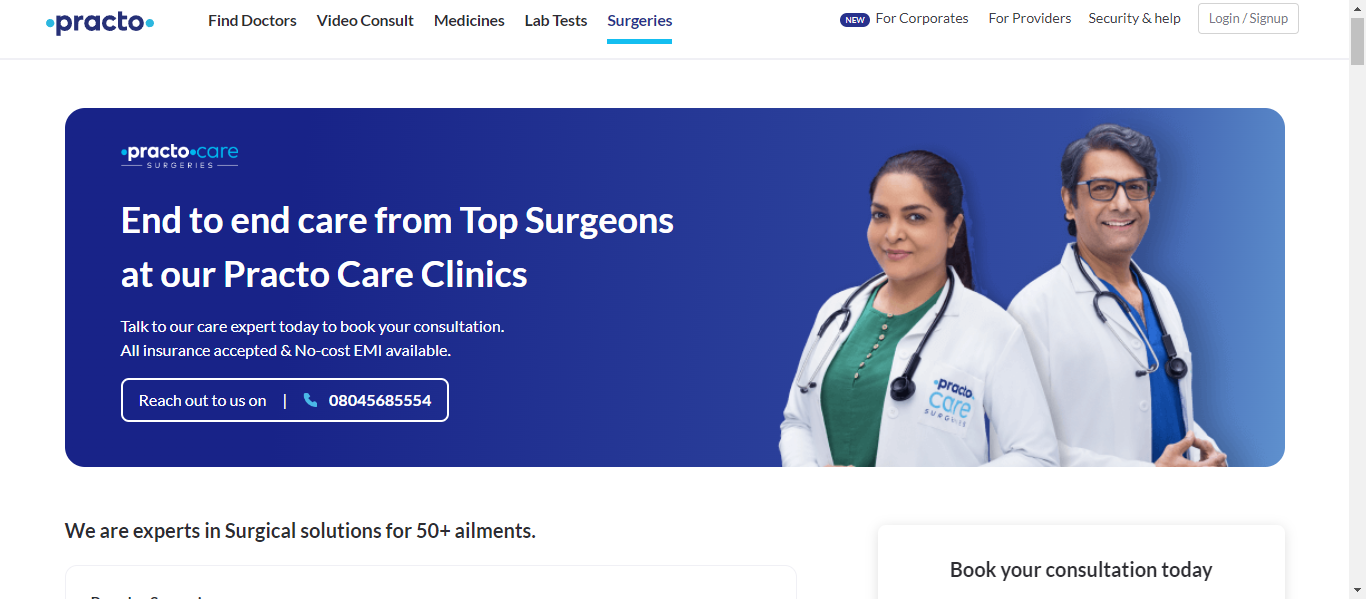 practo
Find Doctors
Video Consult
Medicines
Lab Tests
Surgeries
NEW For Corporates
For Providers
Security & help
Login / Signup
practo care
SURGERIES
End to end care from Top Surgeons
at our Practo Care Clinics
Talk to our care expert today to book your consultation.
All insurance accepted & No-cost EMI available.
Reach out to us on | 08045685554
practo
care
SURGERIES
We are experts in Surgical solutions for 50+ ailments.
Book your consultation today